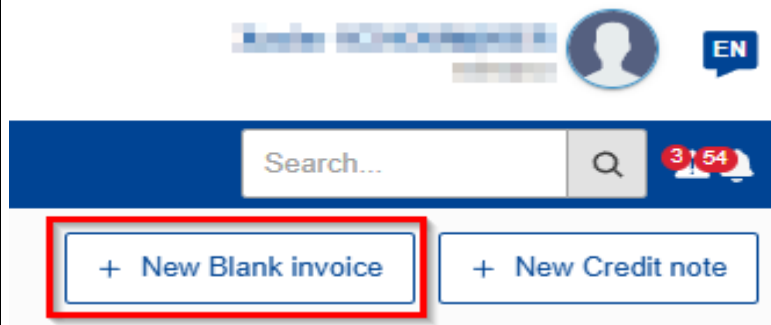 EN
Search...
3 54
+ New Blank invoice
+ New Credit note